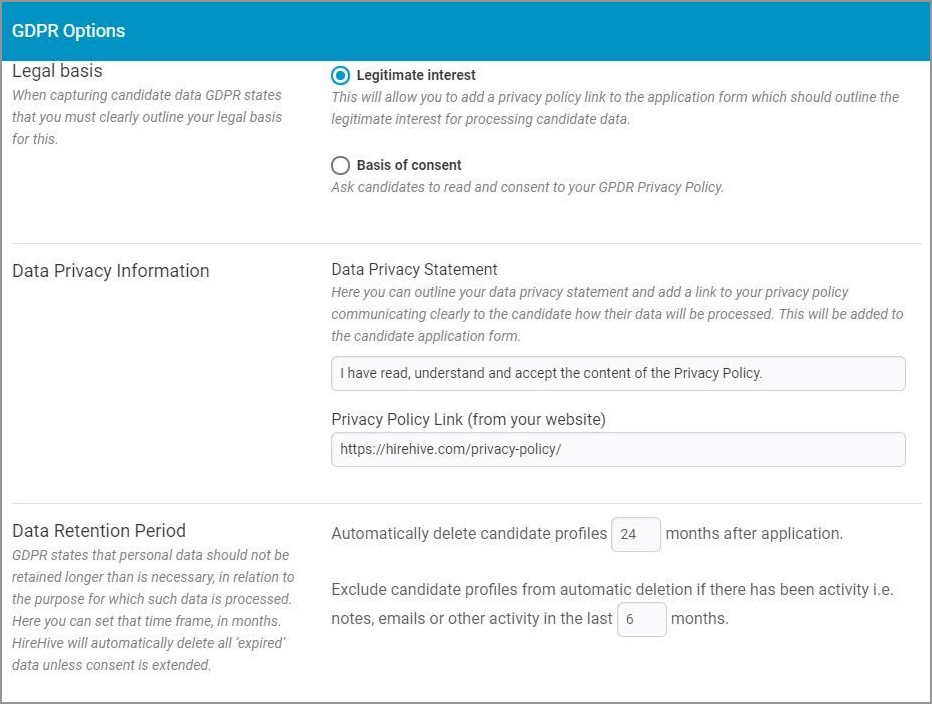 GDPR Options
Legal basis
When capturing candidate data GDPR states
that you must clearly outline your legal basis
for this.
Legitimate interest
This will allow you to add a privacy policy link to the application form which should outline the
legitimate interest for processing candidate data.
Basis of consent
Ask candidates to read and consent to your GPDR Privacy Policy.
Data Privacy Information
Data Privacy Statement
Here you can outline your data privacy statement and add a link to your privacy policy
communicating clearly to the candidate how their data will be processed. This will be added to
the candidate application form.
I have read, understand and accept the content of the Privacy Policy.
Privacy Policy Link (from your website)
https://hirehive.com/privacy-policy/
Data Retention Period
GDPR states that personal data should not be
retained longer than is necessary, in relation to
the purpose for which such data is processed.
Here you can set that time frame, in months.
HireHive will automatically delete all 'expired'
data unless consent is extended.
Automatically delete candidate profiles 24 months after application.
Exclude candidate profiles from automatic deletion if there has been activity i.e.
notes, emails or other activity in the last 6 months.